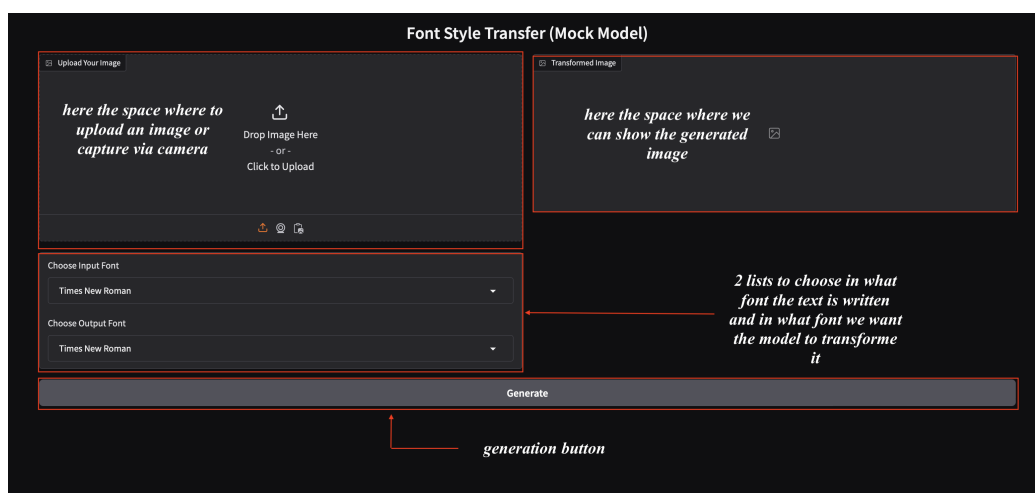 Font Style Transfer (Mock Model)
Upload Your Image
here the space where to
upload an image or
capture via camera
Drop Image Here
- or -
Click to Upload
Transformed Image
here the space where we
can show the generated
image
Choose Input Font
Times New Roman
Choose Output Font
Times New Roman
2 lists to choose in what
font the text is written
and in what font we want
the model to transforme
it
Generate
generation button